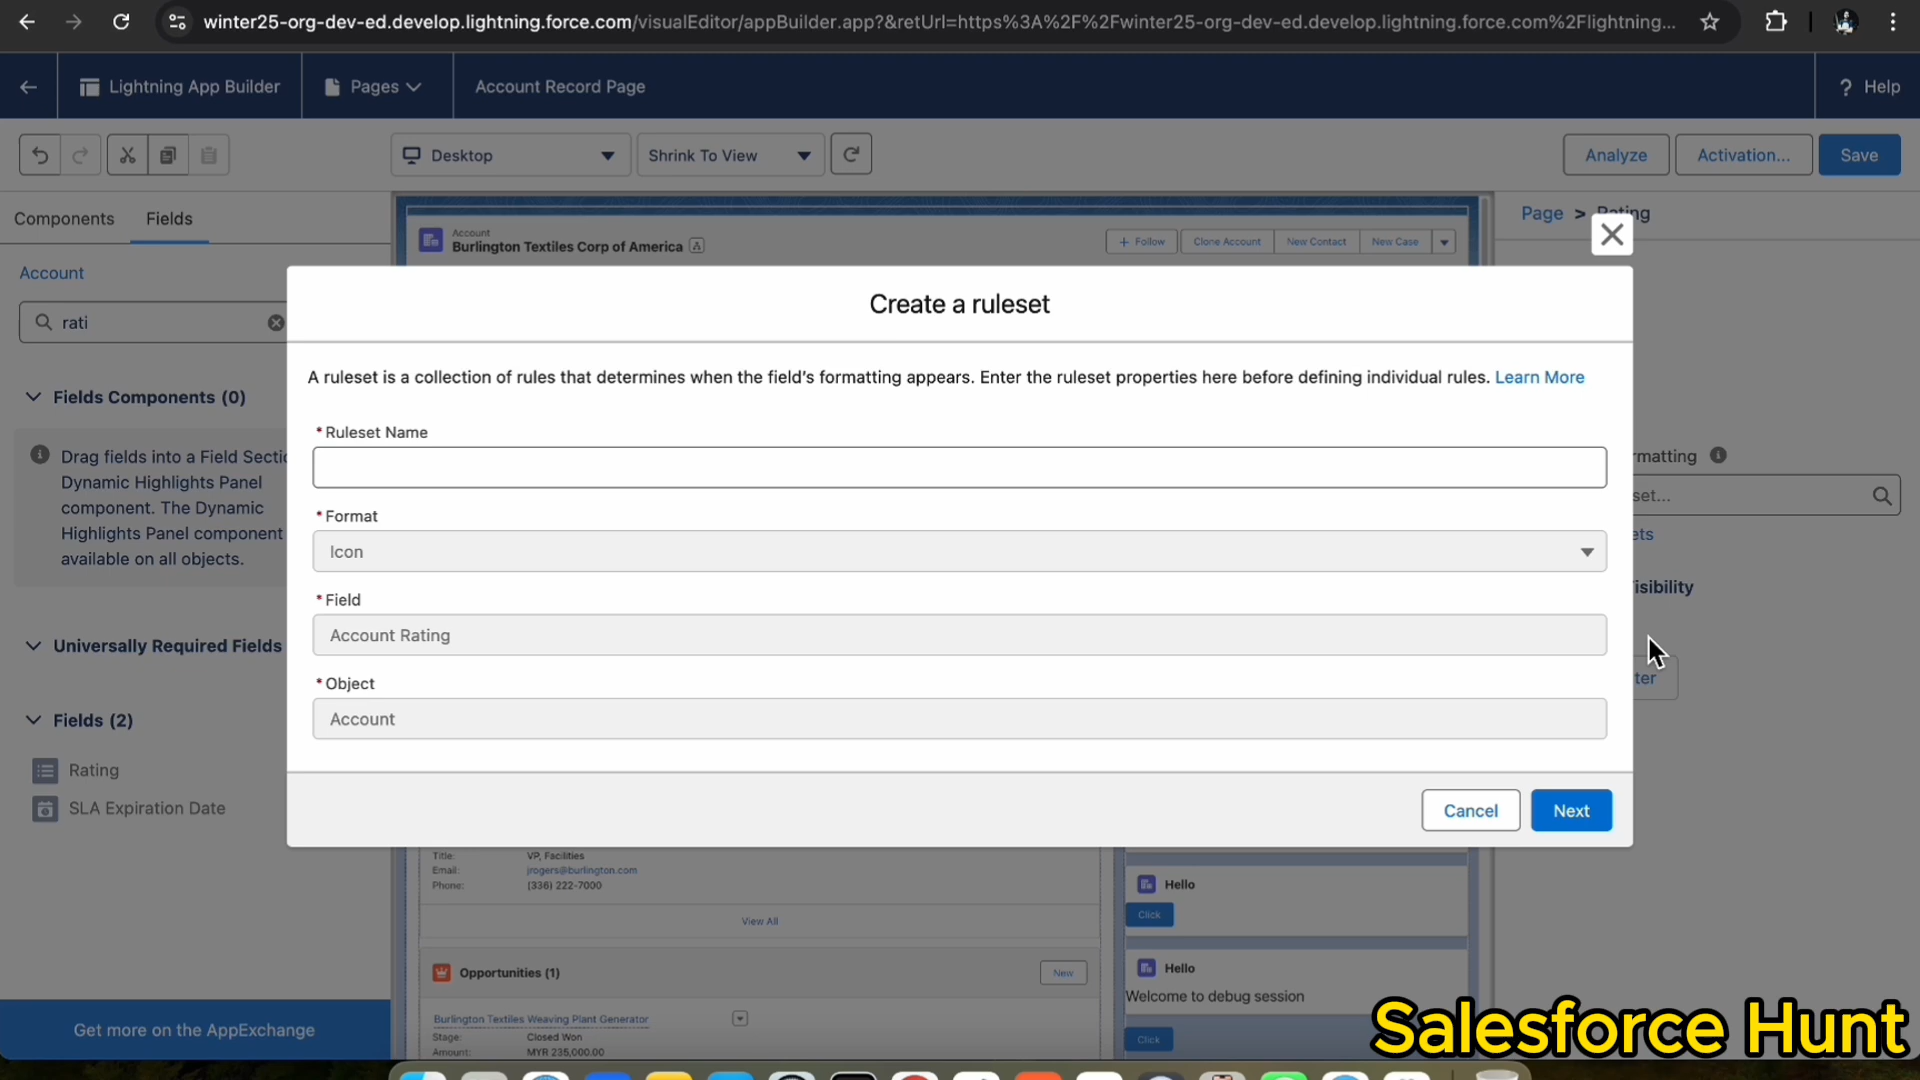 winter25-org-dev-ed.develop.lightning.force.com/visualEditor/appBuilder.app?&retUrl=https%3A%2F%2Fwinter25-org-dev-ed.develop.lightning.force.com%2Flightning...
Lightning App Builder
Pages
Account Record Page
? Help
Desktop
Shrink To View
Analyze
Activation...
Save
Components
Fields
Page > Rating
Account
Burlington Textiles Corp of America
+ Follow
Clone Account
New Contact
New Case
Account
rati
Create a ruleset
A ruleset is a collection of rules that determines when the field's formatting appears. Enter the ruleset properties here before defining individual rules. Learn More
*Ruleset Name
*Format
Icon
*Field
Account Rating
*Object
Account
Cancel
Next
Fields Components (0)
Drag fields into a Field Secti
Dynamic Highlights Panel
component. The Dynamic
Highlights Panel component
available on all objects.
Universally Required Fields
Fields (2)
Rating
SLA Expiration Date
Get more on the AppExchange
rmatting
set...
ets
isibility
ter
Title: VP, Facilities
Email: jrogers@burlington.com
Phone: (336) 222-7000
View All
Opportunities (1)
New
Burlington Textiles Weaving Plant Generator
Stage: Closed Won
Amount: MYR 235,000.00
Hello
Click
Hello
Welcome to debug session
Click
Salesforce Hunt